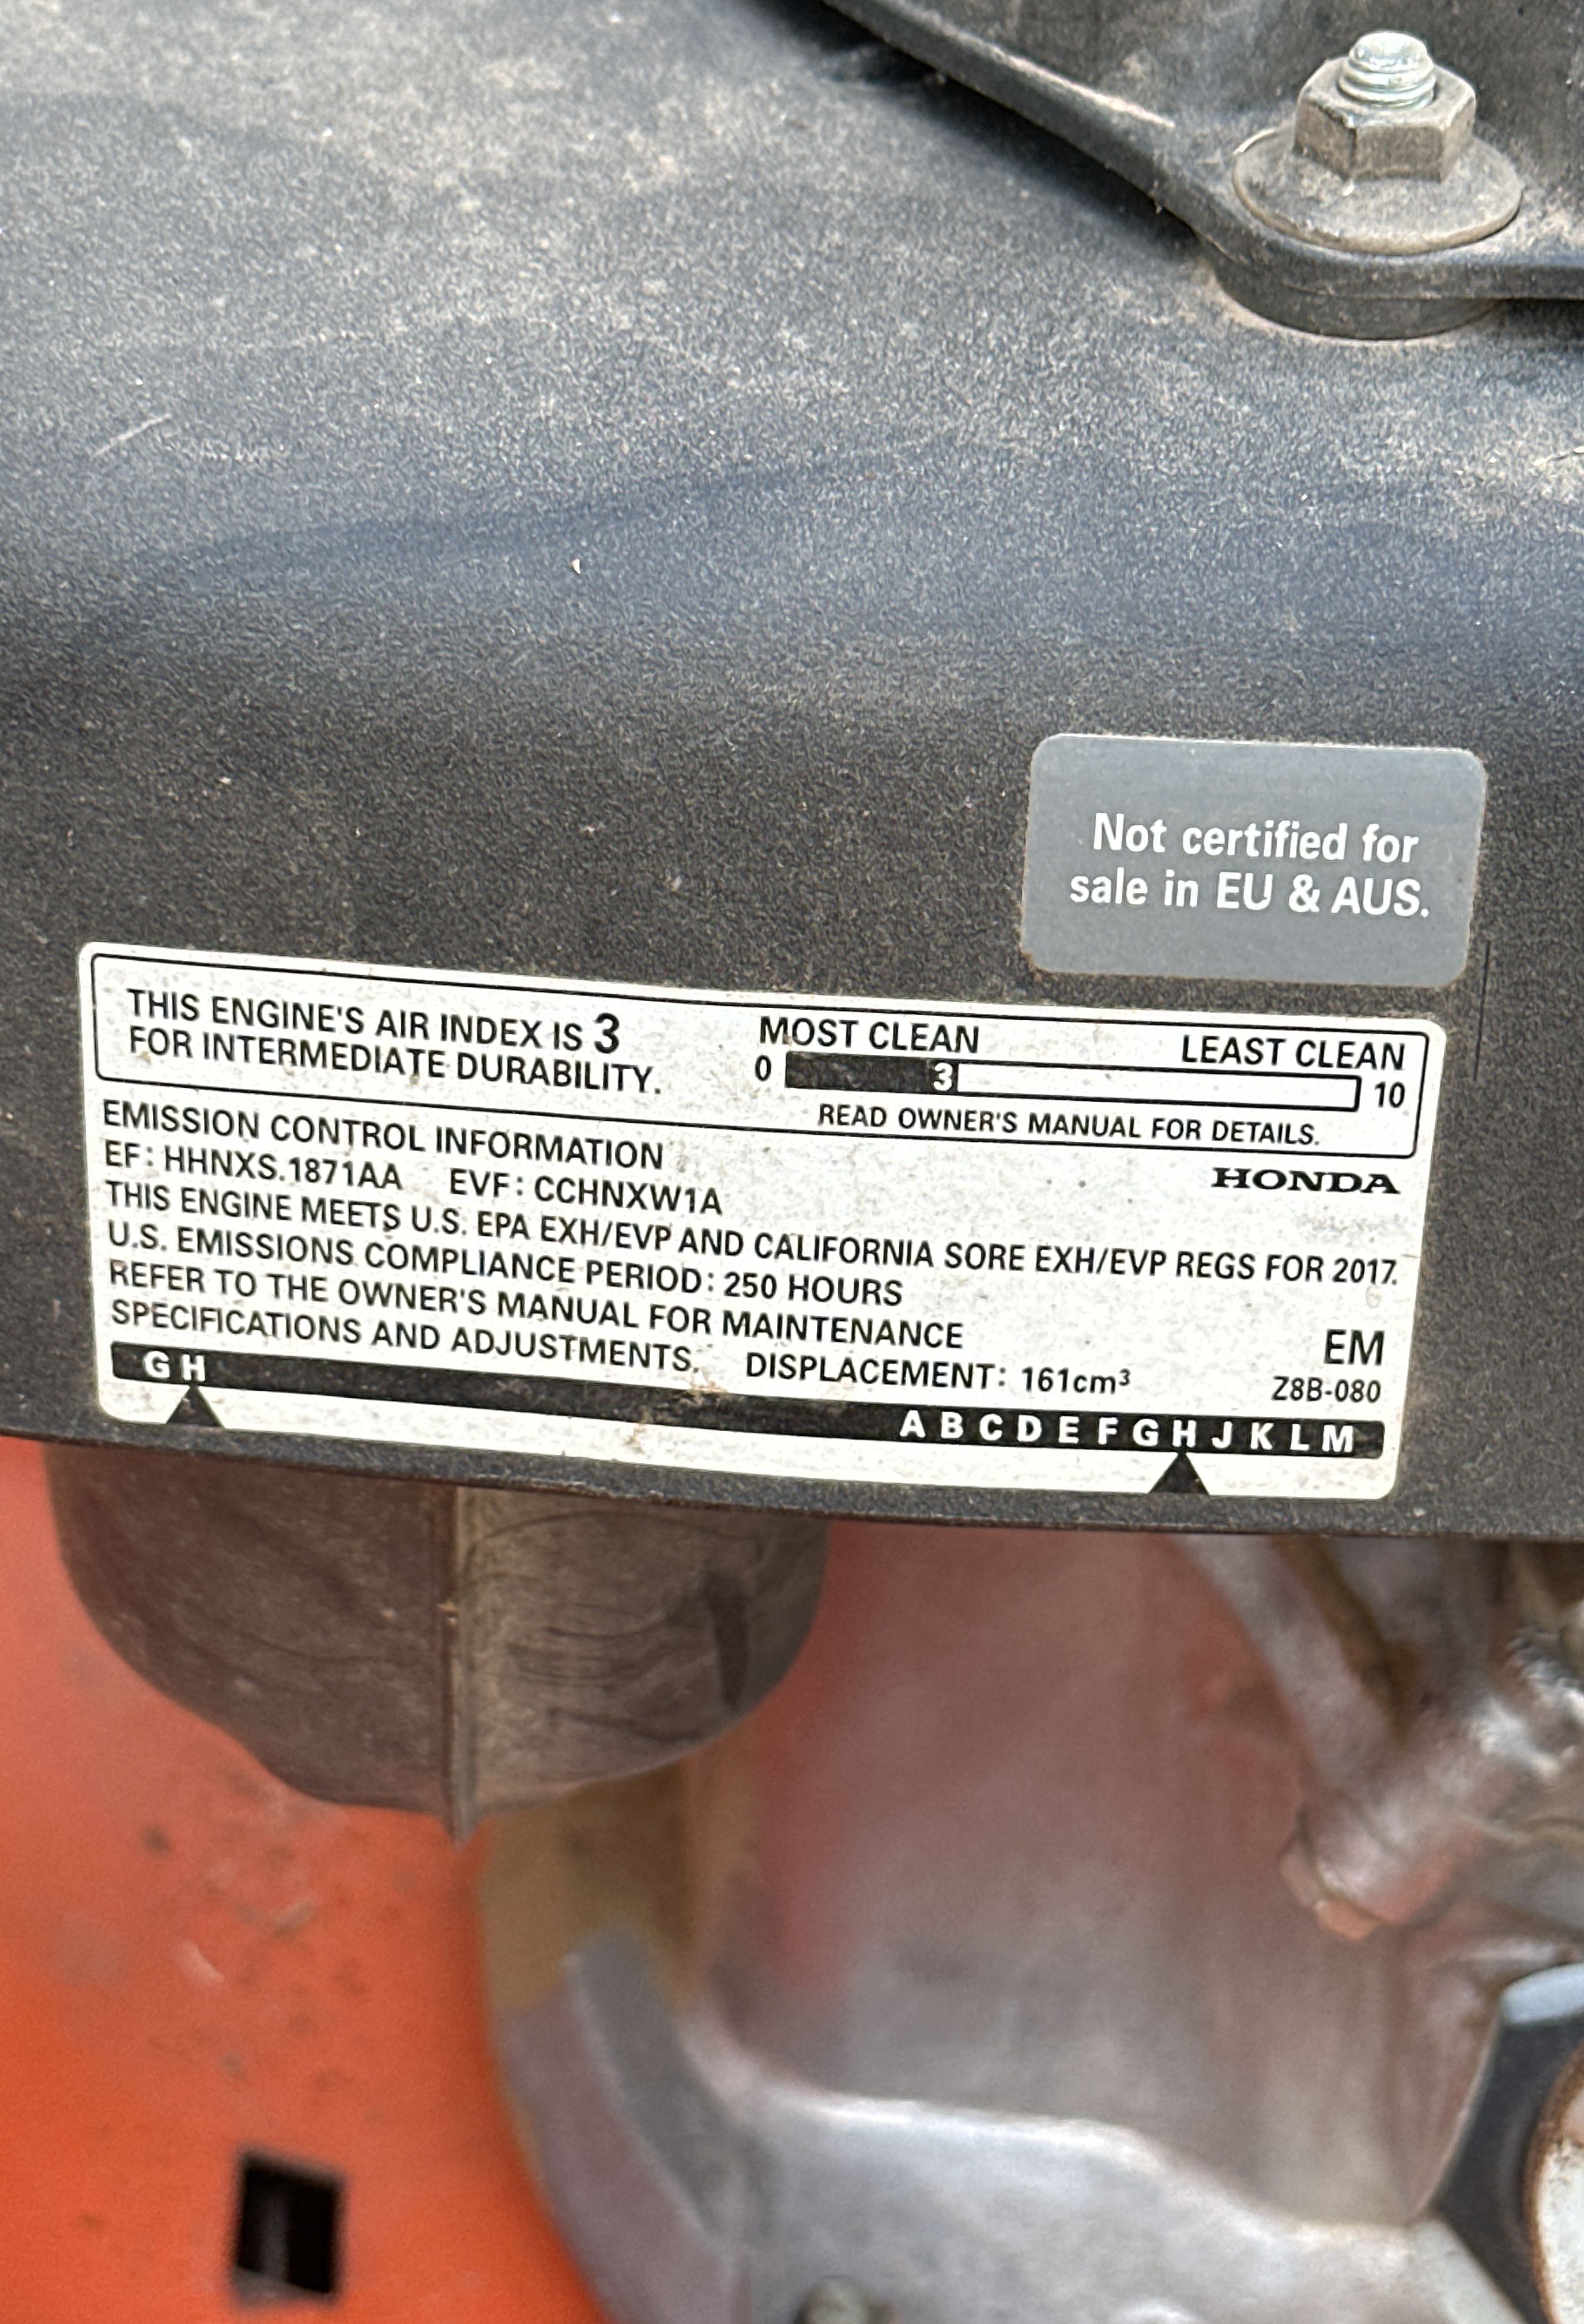 Not certified for
sale in EU & AUS.
THIS ENGINE'S AIR INDEX IS 3
FOR INTERMEDIATE DURABILITY.
MOST CLEAN LEAST CLEAN
0 3 10
READ OWNER'S MANUAL FOR DETAILS.
EMISSION CONTROL INFORMATION
HONDA
EF: HHNXS.1871AA EVF: CCHNXW1A
THIS ENGINE MEETS U.S. EPA EXH/EVP AND CALIFORNIA SORE EXH/EVP REGS FOR 2017.
U.S. EMISSIONS COMPLIANCE PERIOD: 250 HOURS
REFER TO THE OWNER'S MANUAL FOR MAINTENANCE
SPECIFICATIONS AND ADJUSTMENTS. DISPLACEMENT: 161cm³
EM
Z8B-080
G H
A B C D E F G H J K L M